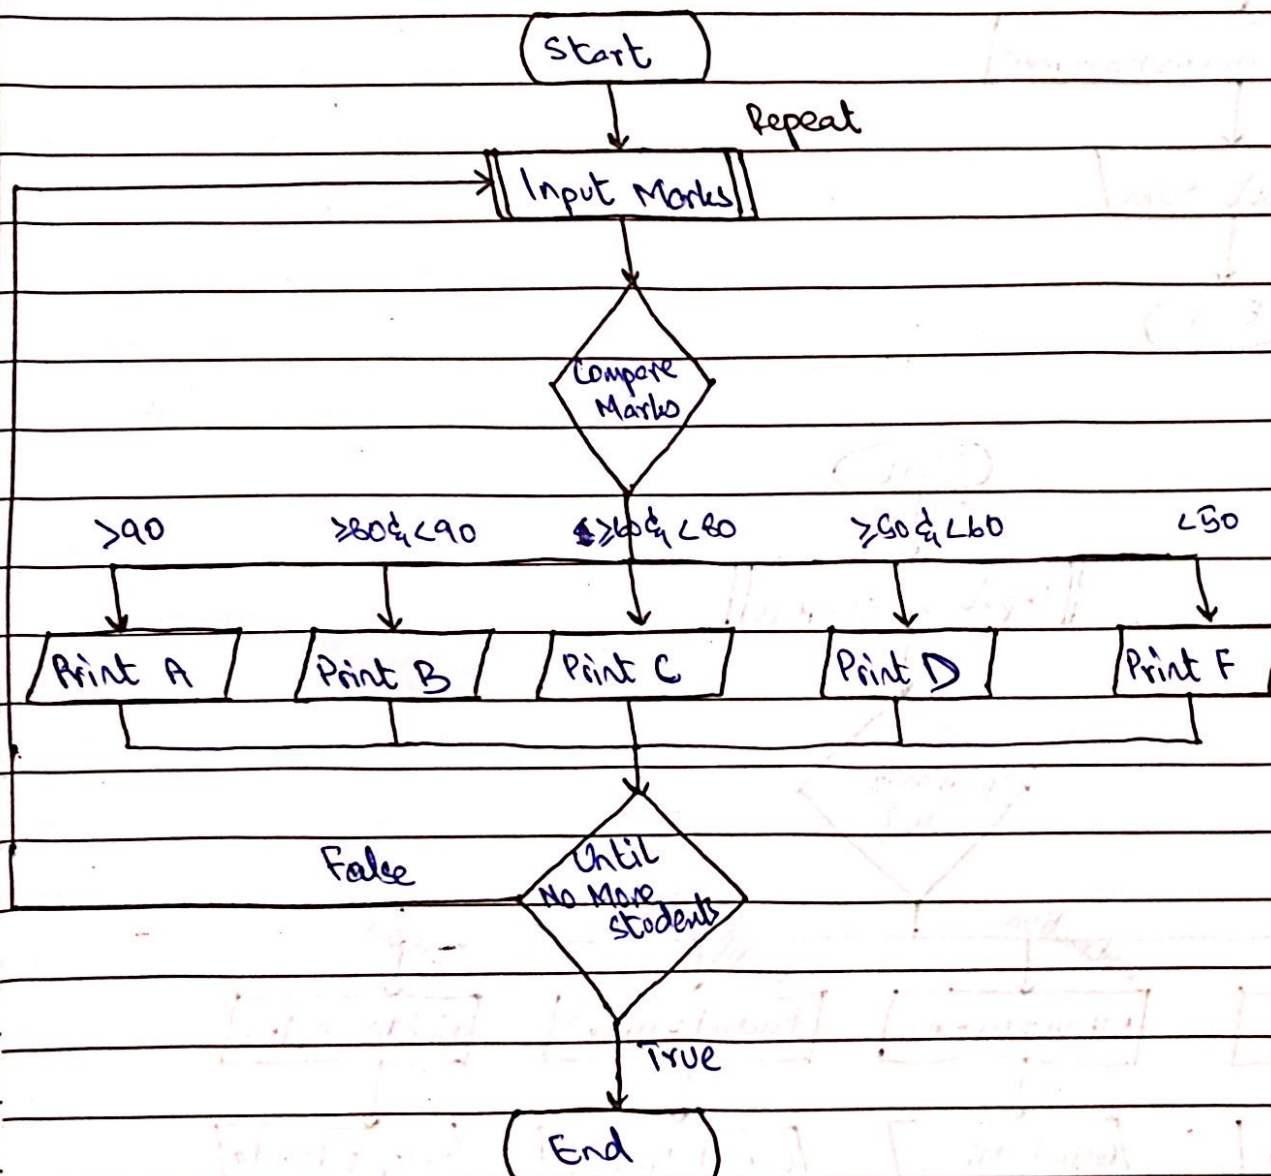 Start
Repeat
Input Marks
Compare
Marks
>90
≥80 & <90
≥60 & <80
≥50 & <60
<50
Print A
Print B
Print C
Print D
Print F
False
Until
No More
students
True
End